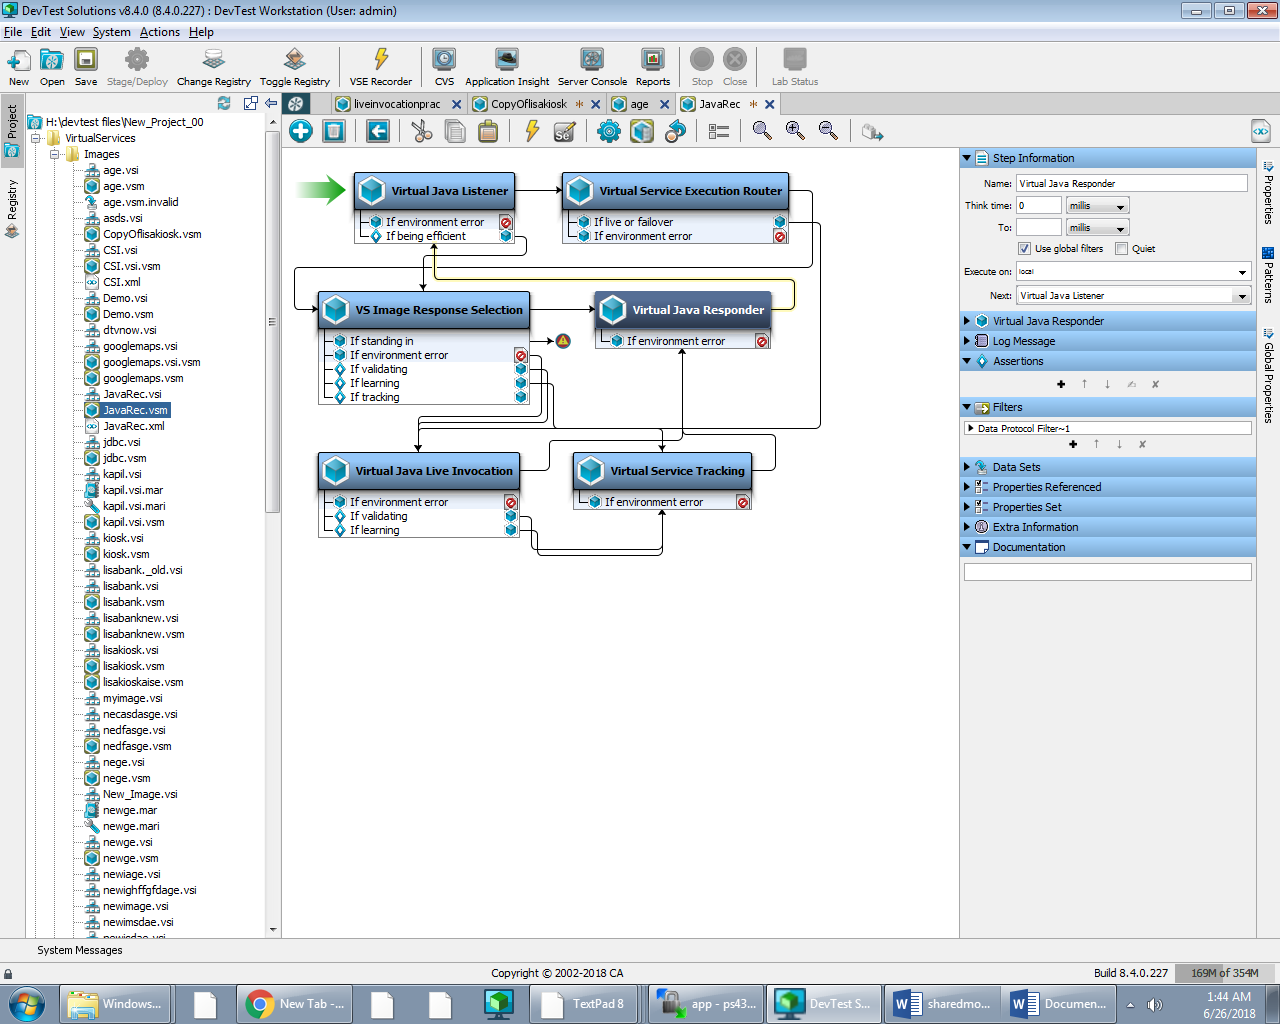 DevTest Solutions v8.4.0 (8.4.0.227) : DevTest Workstation (User: admin)
File Edit View System Actions Help
New Open Save Stage/Deploy Change Registry Toggle Registry VSE Recorder CVS Application Insight Server Console Reports Stop Close Lab Status
Project
Registry
liveinvocationprac CopyOflisakiosk age JavaRec
H:\devtest files\New_Project_00
VirtualServices
Images
age.vsi
age.vsm
age.vsm.invalid
asds.vsi
CopyOflisakiosk.vsm
CSI.vsi
CSI.vsi.vsm
CSI.xml
Demo.vsi
Demo.vsm
dtvnow.vsi
googlemaps.vsi
googlemaps.vsi.vsm
googlemaps.vsm
JavaRec.vsi
JavaRec.vsm
JavaRec.xml
jdbc.vsi
jdbc.vsm
kapil.vsi
kapil.vsi.mar
kapil.vsi.mari
kapil.vsi.vsm
kiosk.vsi
kiosk.vsm
lisabank._old.vsi
lisabank.vsi
lisabank.vsm
lisabanknew.vsi
lisabanknew.vsm
lisakiosk.vsi
lisakiosk.vsm
lisakioskaise.vsm
myimage.vsi
necasdasge.vsi
nedfasge.vsi
nedfasge.vsm
nege.vsi
nege.vsm
New_Image.vsi
newge.mar
newge.mari
newge.vsi
newge.vsm
newiage.vsi
newighffgfdage.vsi
newimage.vsi
newimsdae.vsi
Se
Virtual Java Listener
If environment error
If being efficient
Virtual Service Execution Router
If live or failover
If environment error
VS Image Response Selection
If standing in
If environment error
If validating
If learning
If tracking
Virtual Java Responder
If environment error
Virtual Java Live Invocation
If environment error
If validating
If learning
Virtual Service Tracking
If environment error
Step Information
Name: Virtual Java Responder
Think time: 0 millis
To: millis
Use global filters Quiet
Execute on: local
Next: Virtual Java Listener
Virtual Java Responder
Log Message
Assertions
Filters
Data Protocol Filter~1
Data Sets
Properties Referenced
Properties Set
Extra Information
Documentation
Properties
Patterns
Global Properties
System Messages
Copyright © 2002-2018 CA
Build 8.4.0.227 169M of 354M
Windows... New Tab -... TextPad 8 app - ps43... DevTest S... sharedmo... Documen...
1:44 AM
6/26/2018